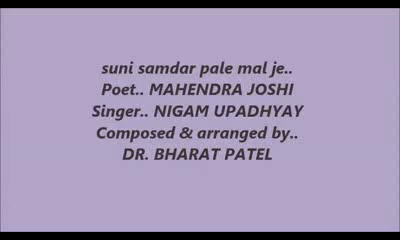 suni samdar pale mal je..
Poet.. MAHENDRA JOSHI
Singer.. NIGAM UPADHYAY
Composed & arranged by..
DR. BHARAT PATEL